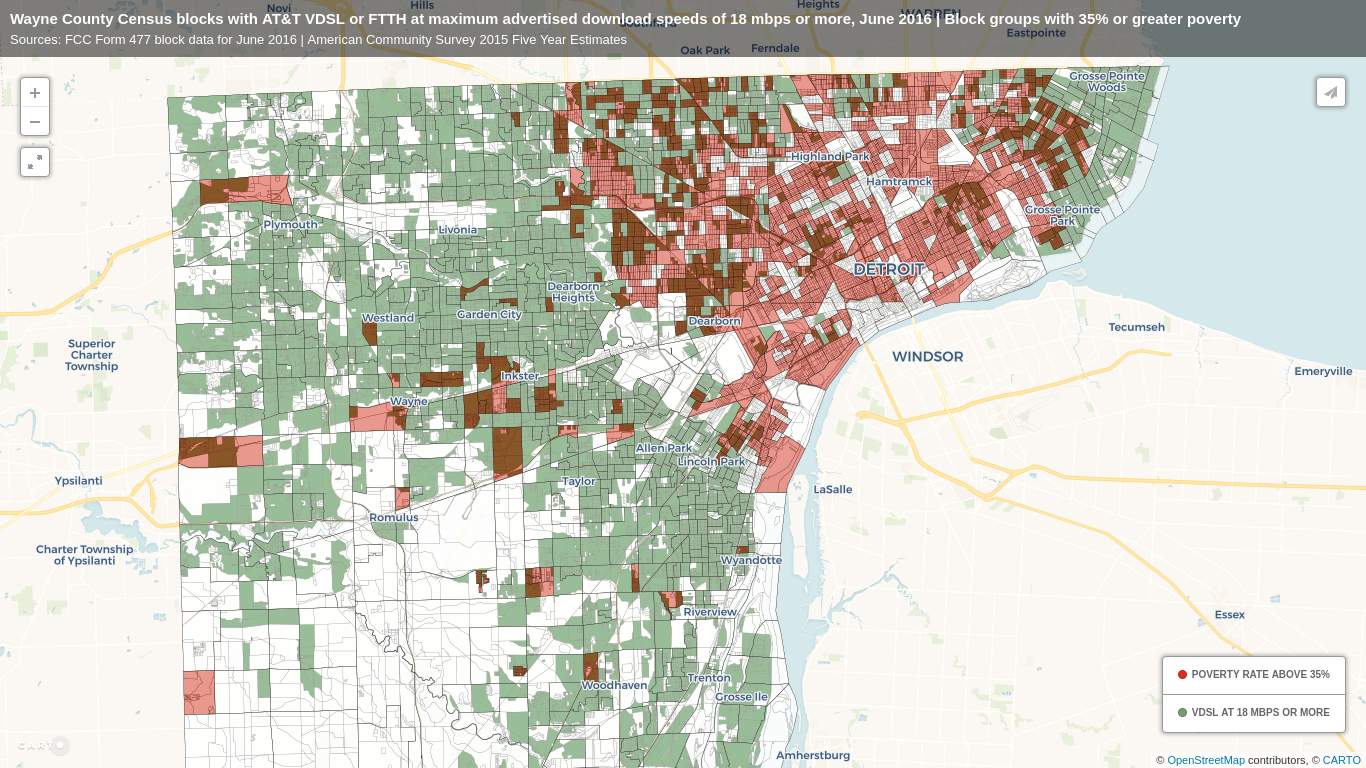 Wayne County Census blocks with AT&T VDSL or FTTH at maximum advertised download speeds of 18 mbps or more, June 2016 | Block groups with 35% or greater poverty
Sources: FCC Form 477 block data for June 2016 | American Community Survey 2015 Five Year Estimates
Novi
Hills
Heights
WARREN
Southfield
Eastpointe
Oak Park
Ferndale
Grosse Pointe
Woods
+
−
Highland Park
Hamtramck
Grosse Pointe
Park
Plymouth
Livonia
DETROIT
Dearborn
Heights
Westland
Garden City
Dearborn
Tecumseh
Superior
Charter
Township
WINDSOR
Emeryville
Inkster
Wayne
Allen Park
Lincoln Park
Ypsilanti
Taylor
LaSalle
Romulus
Charter Township
of Ypsilanti
Wyandotte
Riverview
Essex
Woodhaven
Trenton
Grosse Ile
POVERTY RATE ABOVE 35%
VDSL AT 18 MBPS OR MORE
CARTO
Amherstburg
© OpenStreetMap contributors, © CARTO